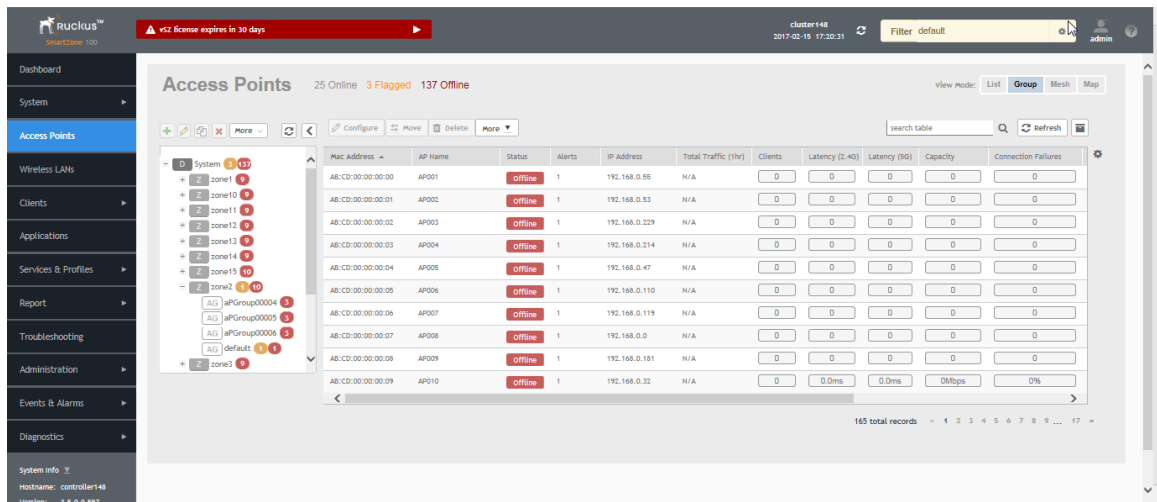 Ruckus™
SmartZone 100
vSZ license expires in 30 days
cluster148
2017-02-15 17:20:31
Filter default
admin
Dashboard
System
Access Points
Wireless LANs
Clients
Applications
Services & Profiles
Report
Troubleshooting
Administration
Events & Alarms
Diagnostics
System Info
Hostname: controller148
Access Points 25 Online 3 Flagged 137 Offline
View Mode: List Group Mesh Map
More
Configure Move Delete More
search table Refresh
D System 3 137
Z zone1 9
Z zone10 9
Z zone11 9
Z zone12 9
Z zone13 9
Z zone14 9
Z zone15 10
Z zone2 1 10
AG aPGroup00004 3
AG aPGroup00005 3
AG aPGroup00006 3
AG default 1 1
Z zone3 9
Mac Address AP Name Status Alerts IP Address Total Traffic (1hr) Clients Latency (2.4G) Latency (5G) Capacity Connection Failures
AB:CD:00:00:00:00 AP001 Offline 1 192.168.0.55 N/A 0 0 0 0 0
AB:CD:00:00:00:01 AP002 Offline 1 192.168.0.53 N/A 0 0 0 0 0
AB:CD:00:00:00:02 AP003 Offline 1 192.168.0.229 N/A 0 0 0 0 0
AB:CD:00:00:00:03 AP004 Offline 1 192.168.0.214 N/A 0 0 0 0 0
AB:CD:00:00:00:04 AP005 Offline 1 192.168.0.47 N/A 0 0 0 0 0
AB:CD:00:00:00:05 AP006 Offline 1 192.168.0.110 N/A 0 0 0 0 0
AB:CD:00:00:00:06 AP007 Offline 1 192.168.0.119 N/A 0 0 0 0 0
AB:CD:00:00:00:07 AP008 Offline 1 192.168.0.0 N/A 0 0 0 0 0
AB:CD:00:00:00:08 AP009 Offline 1 192.168.0.181 N/A 0 0 0 0 0
AB:CD:00:00:00:09 AP010 Offline 1 192.168.0.32 N/A 0 0.0ms 0.0ms 0Mbps 0%
165 total records « 1 2 3 4 5 6 7 8 9 ... 17 »